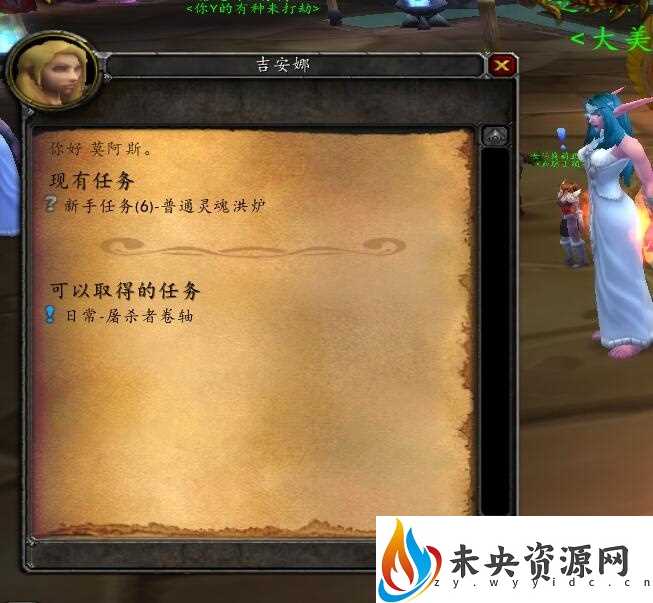 <你Y的有种来打劫>
<大美
吉安娜
你好 莫阿斯。
现有任务
新手任务(6)-普通灵魂洪炉
可以取得的任务
日常-屠杀者卷轴
未央资源网
zy.wyyidc.cn